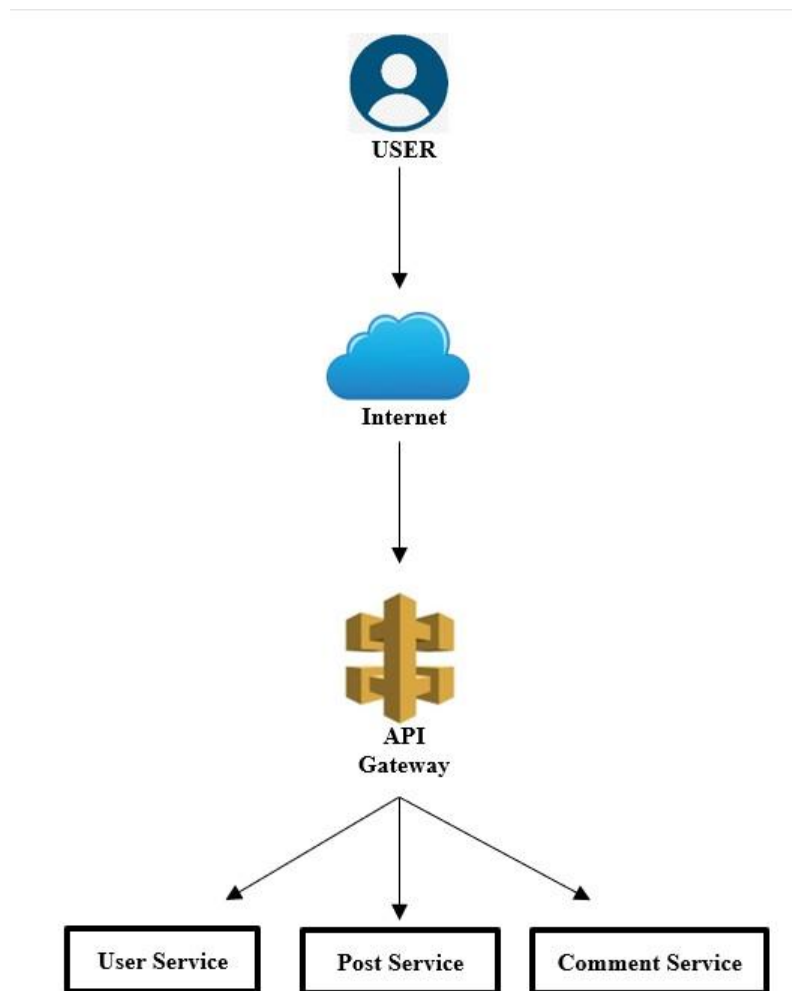 USER
Internet
API
Gateway
User Service
Post Service
Comment Service